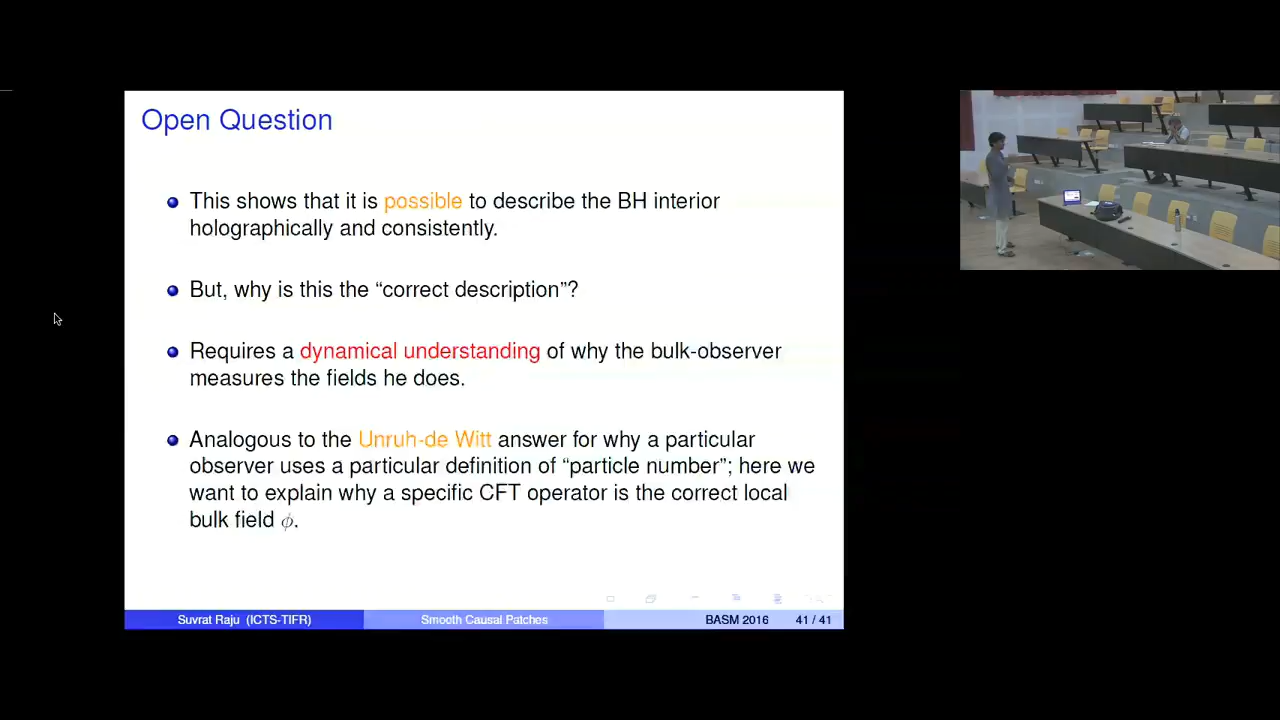 Open Question
This shows that it is possible to describe the BH interior
holographically and consistently.
But, why is this the “correct description”?
Requires a dynamical understanding of why the bulk-observer
measures the fields he does.
Analogous to the Unruh-de Witt answer for why a particular
observer uses a particular definition of “particle number”; here we
want to explain why a specific CFT operator is the correct local
bulk field ϕ.
Suvrat Raju (ICTS-TIFR) Smooth Causal Patches BASM 2016 41 / 41